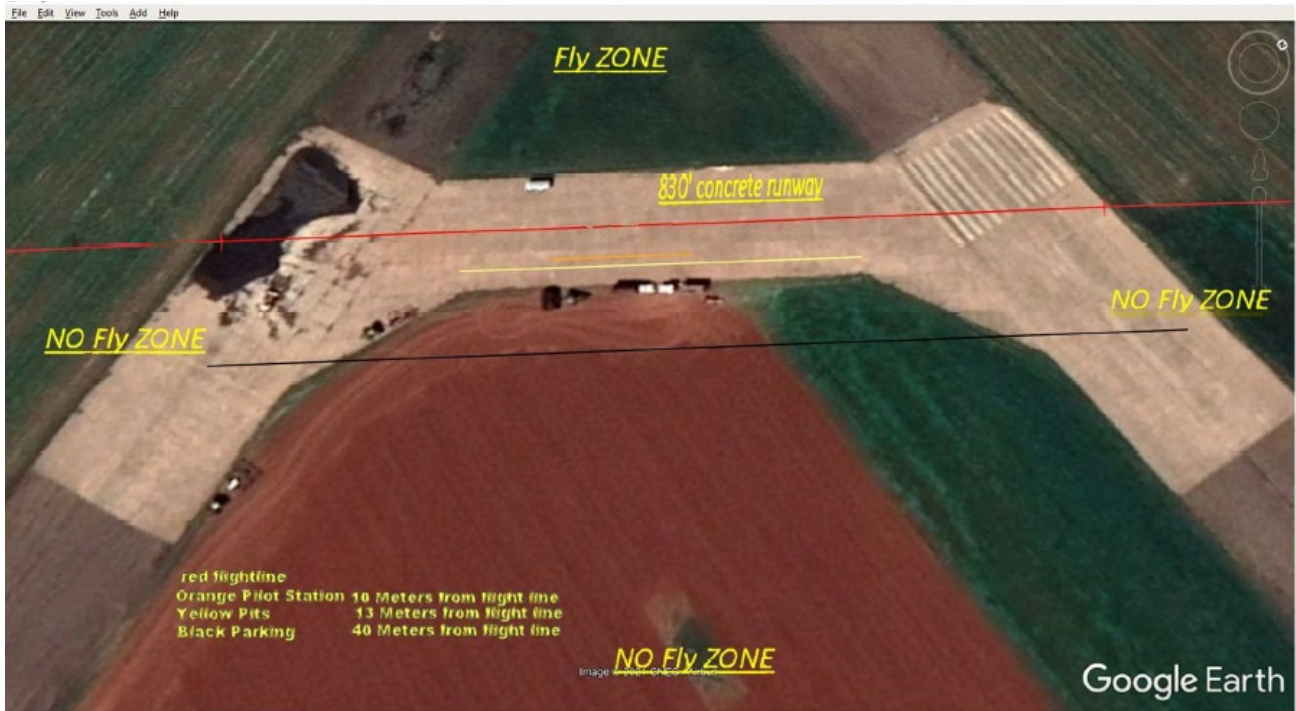 File Edit View Tools Add Help
Fly ZONE
830' concrete runway
NO Fly ZONE
NO Fly ZONE
red flightline
Orange Pilot Station 10 Meters from flight line
Yellow Pits 13 Meters from flight line
Black Parking 40 Meters from flight line
NO Fly ZONE
Image © 2021
Google Earth